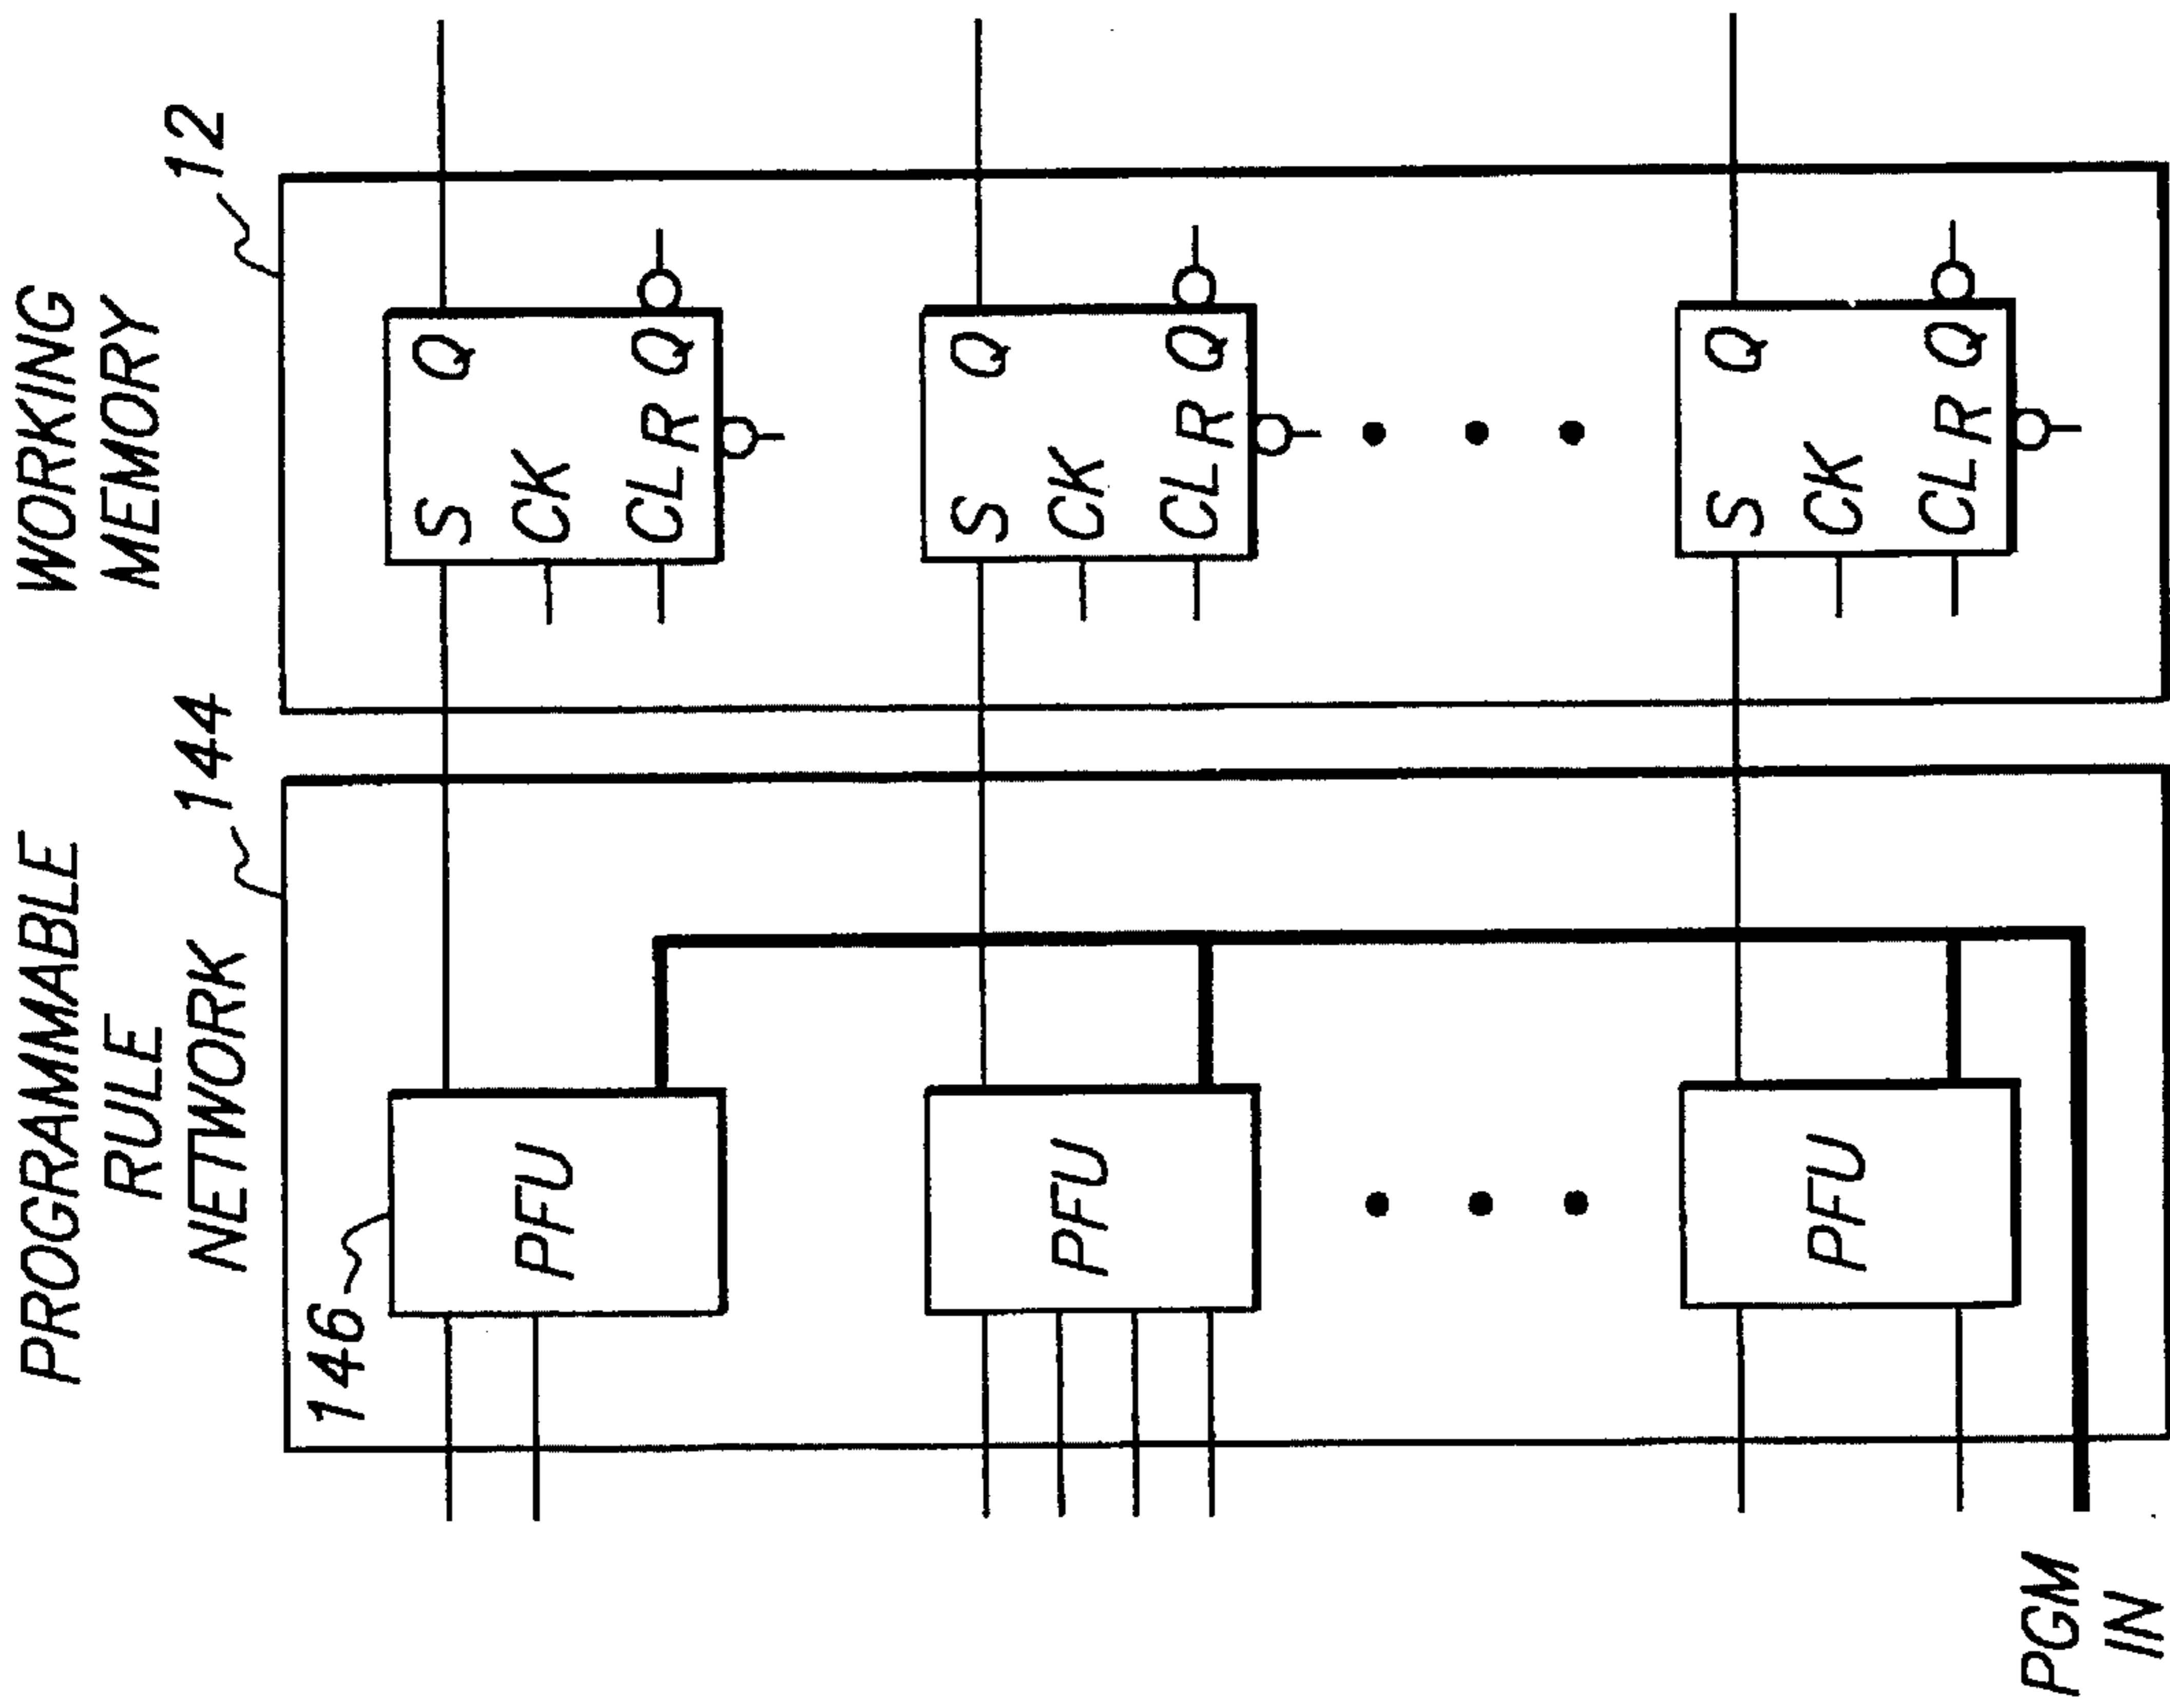 PROGRAMMABLE
RULE
NETWORK
144
WORKING
MEMORY
12
146
PFU
S Q
CK
CLR Q
PFU
S Q
CK
CLR Q
PFU
S Q
CK
CLR Q
PGM
IN